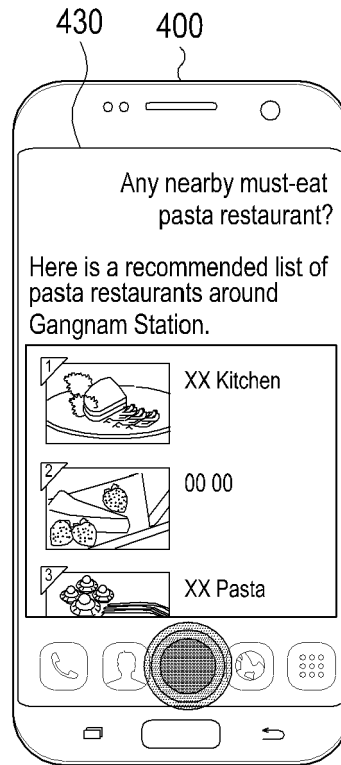 430
400
Any nearby must-eat
pasta restaurant?
Here is a recommended list of
pasta restaurants around
Gangnam Station.
1
XX Kitchen
2
00 00
3
XX Pasta